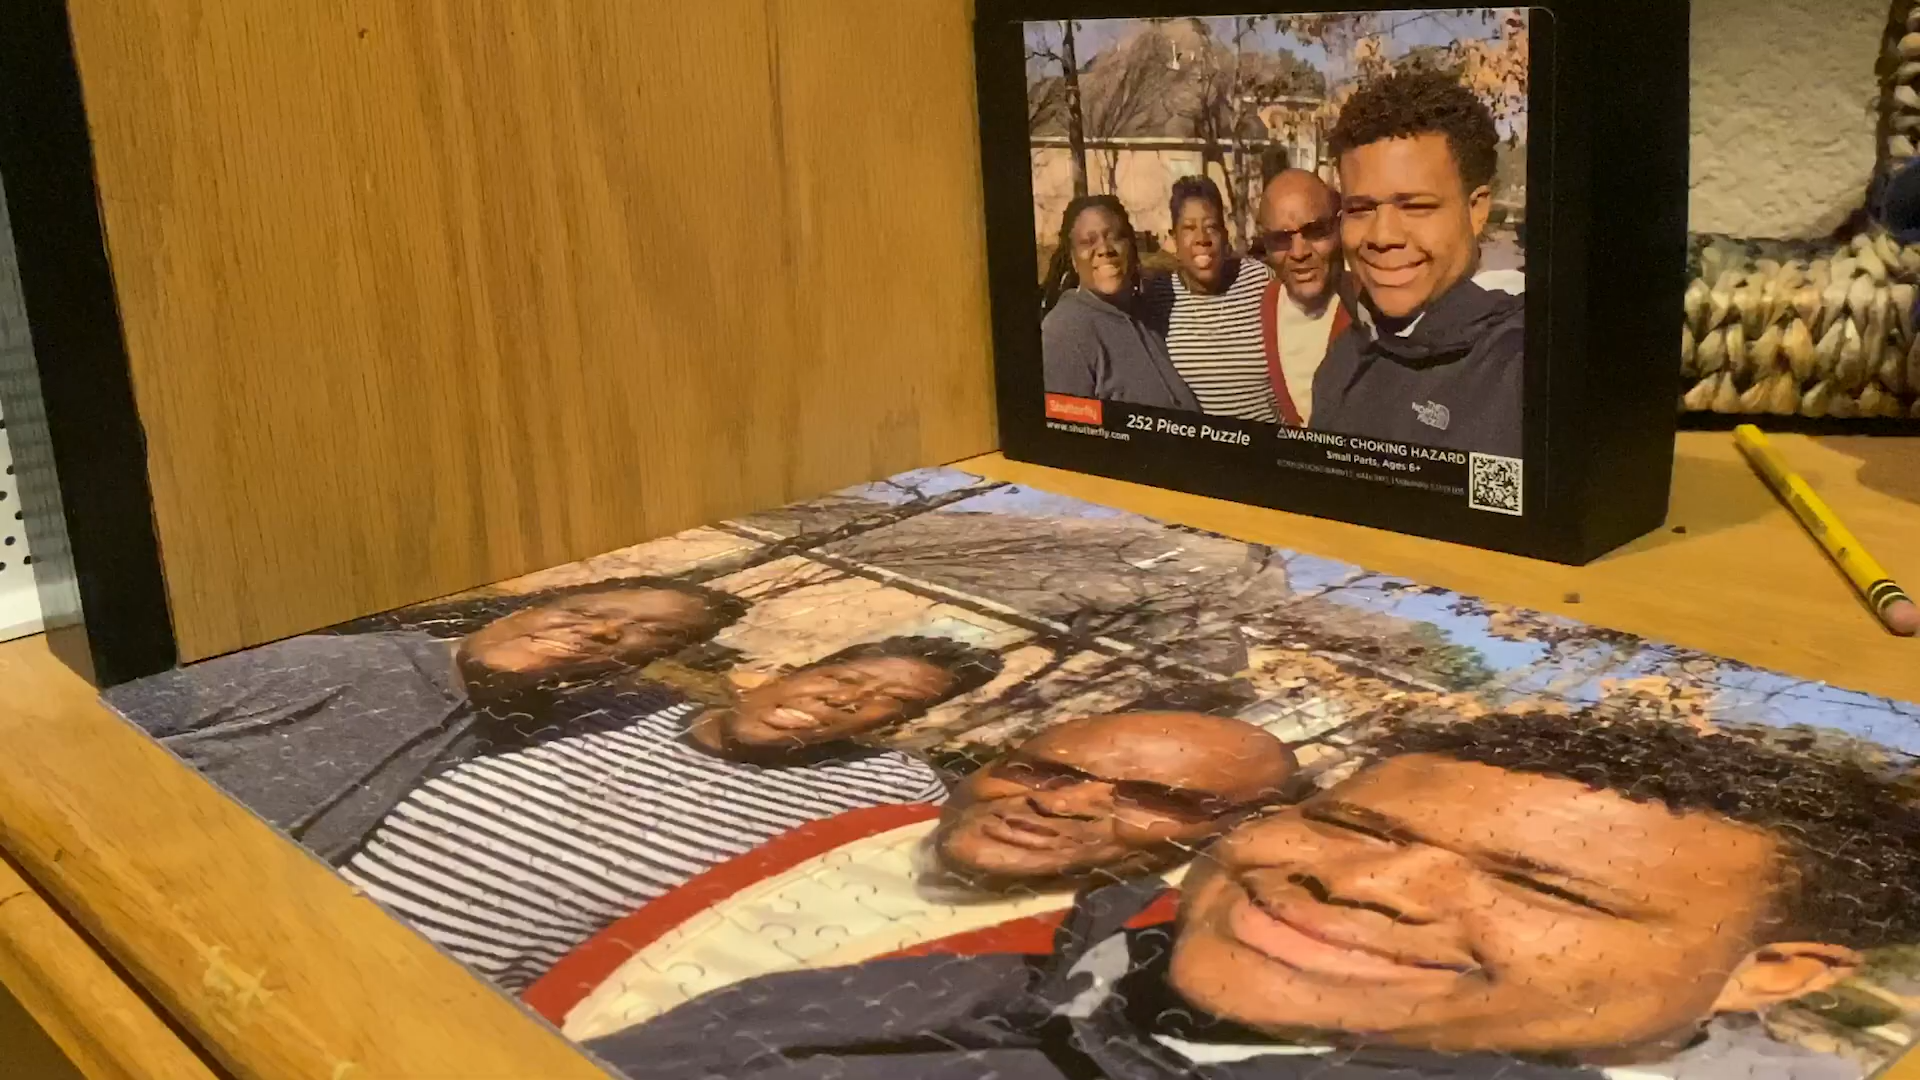 THE
NORTH
FACE
Shutterfly
www.shutterfly.com
252 Piece Puzzle
⚠WARNING: CHOKING HAZARD
Small Parts, Ages 6+